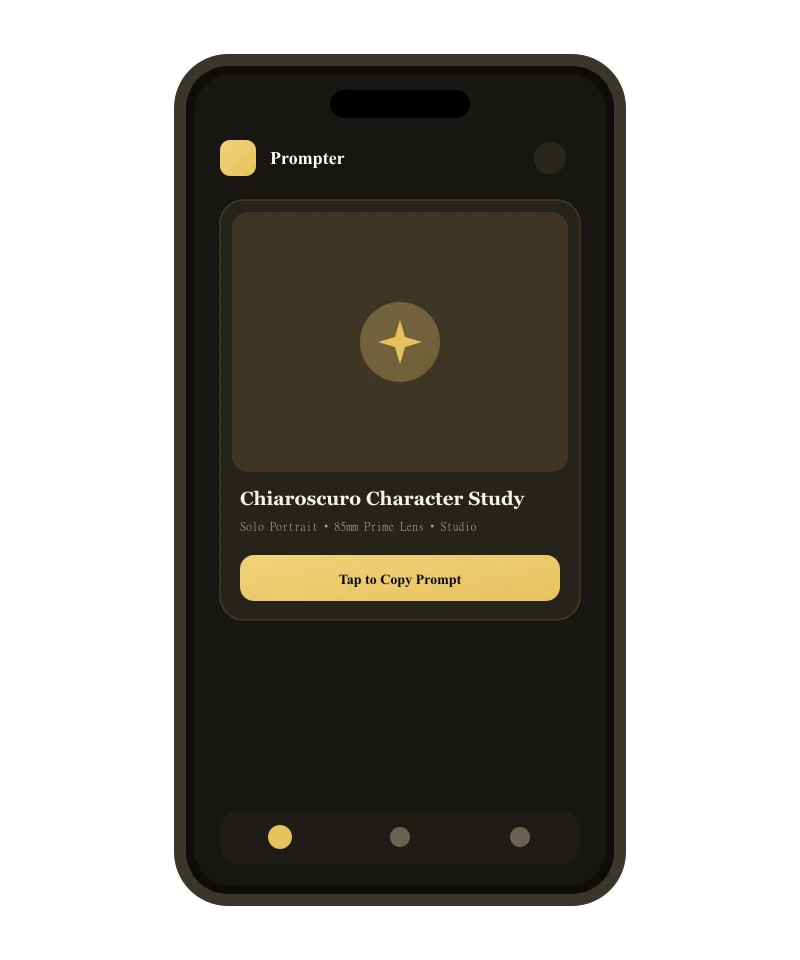 Prompter
Chiaroscuro Character Study
Solo Portrait • 85mm Prime Lens • Studio
Tap to Copy Prompt